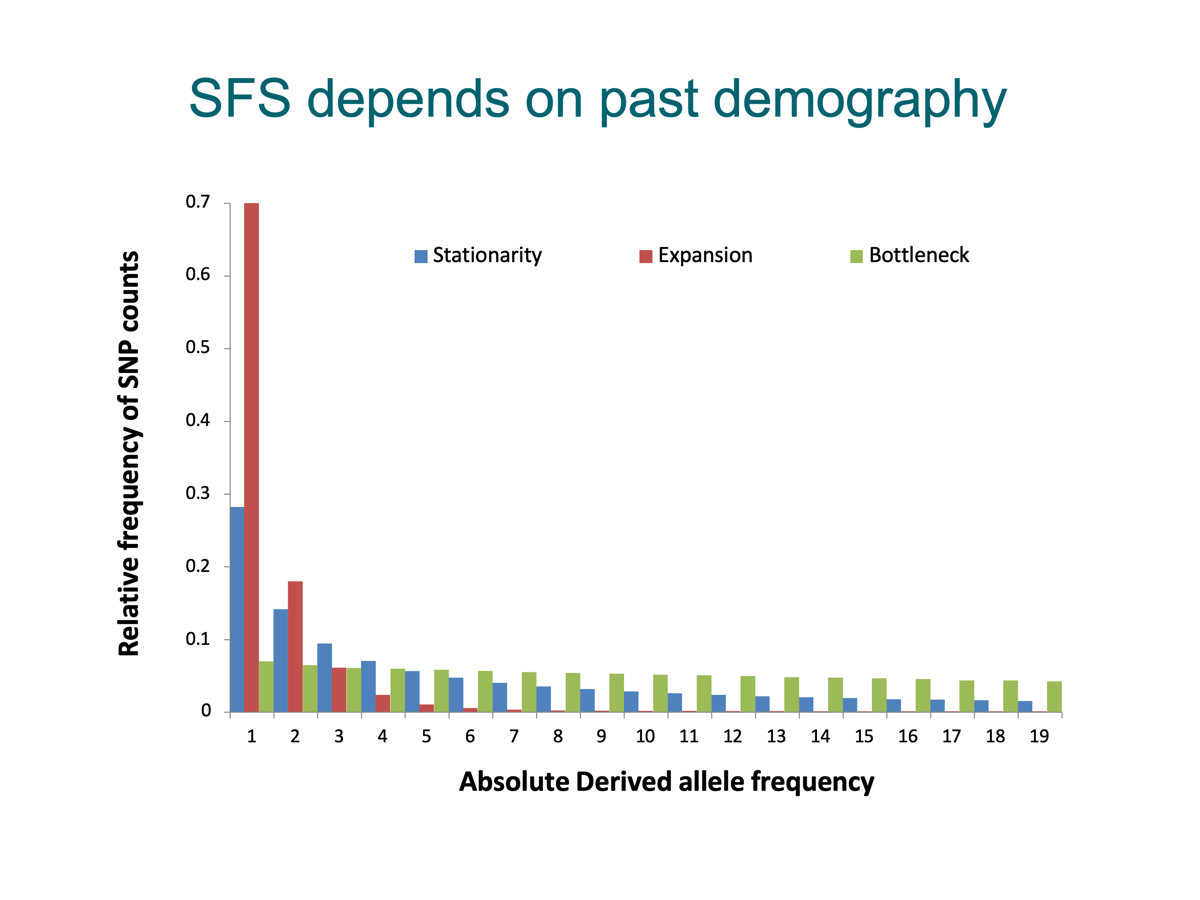 SFS depends on past demography
Relative frequency of SNP counts
0.7
0.6
0.5
0.4
0.3
0.2
0.1
0
Stationarity Expansion Bottleneck
1 2 3 4 5 6 7 8 9 10 11 12 13 14 15 16 17 18 19
Absolute Derived allele frequency